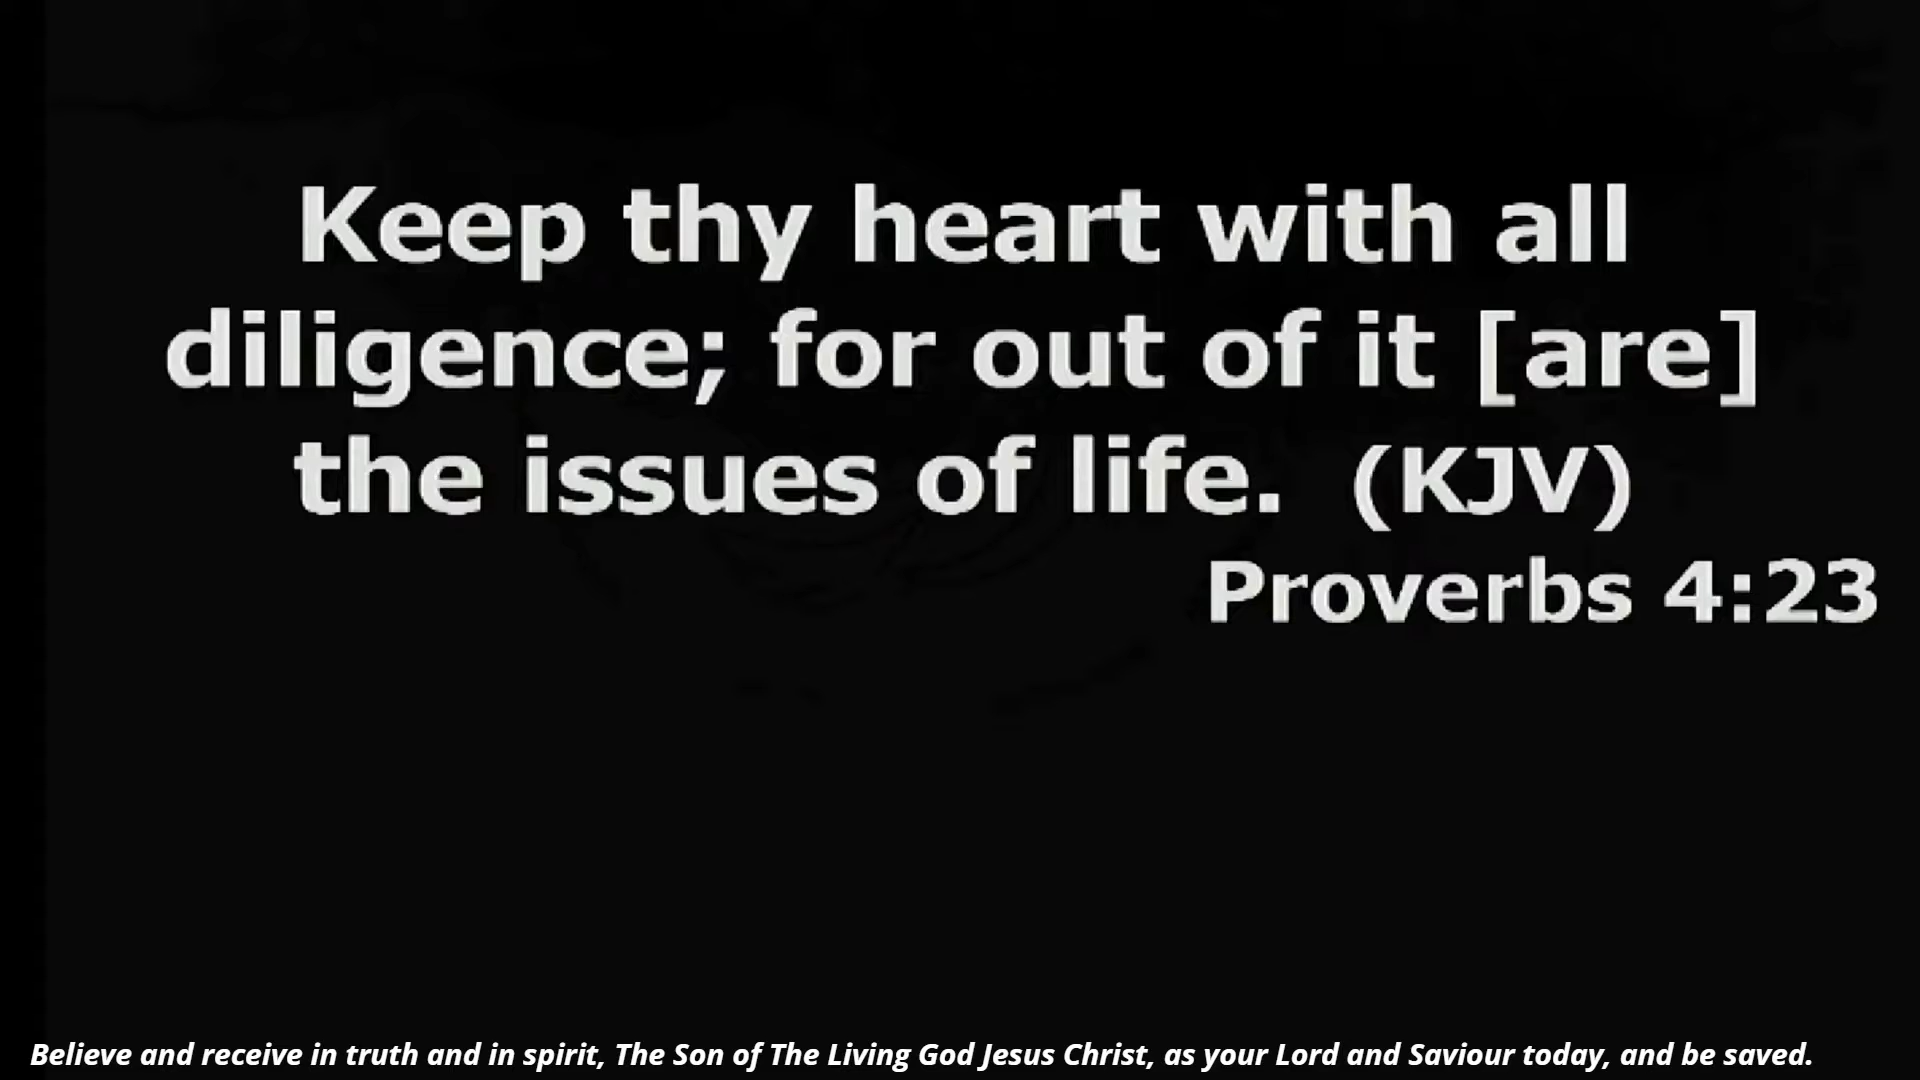 Keep thy heart with all
diligence; for out of it [are]
the issues of life.  (KJV)
Proverbs 4:23
Believe and receive in truth and in spirit, The Son of The Living God Jesus Christ, as your Lord and Saviour today, and be saved.